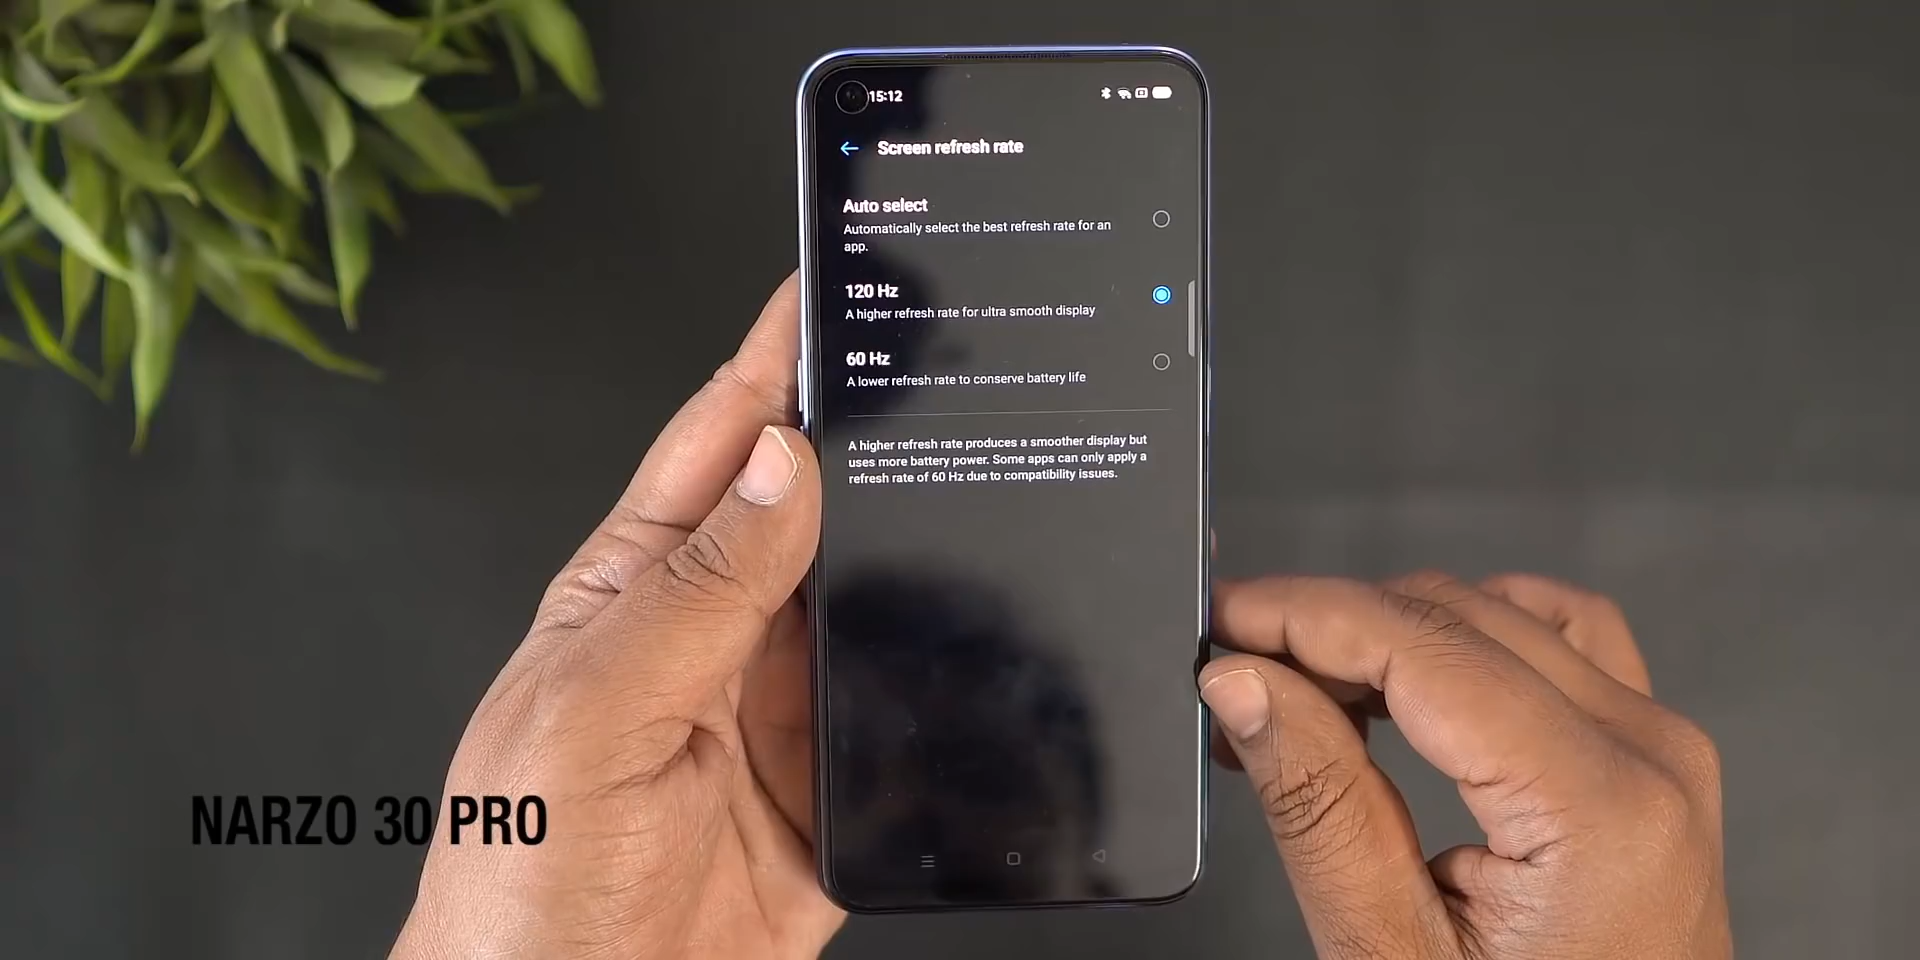 15:12
Screen refresh rate
Auto select
Automatically select the best refresh rate for an
app.
120 Hz
A higher refresh rate for ultra smooth display
60 Hz
A lower refresh rate to conserve battery life
A higher refresh rate produces a smoother display but
uses more battery power. Some apps can only apply a
refresh rate of 60 Hz due to compatibility issues.
NARZO 30 PRO